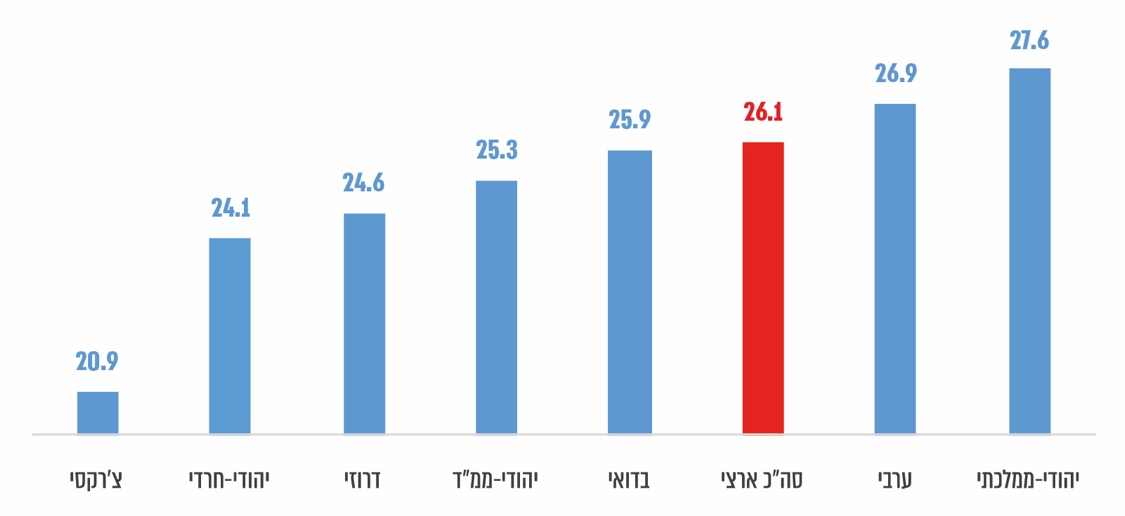 27.6
26.9
26.1
25.9
25.3
24.6
24.1
20.9
יהודי-ממלכתי
ערבי
סה"כ ארצי
בדואי
יהודי-ממ"ד
דרוזי
יהודי-חרדי
צ'רקסי